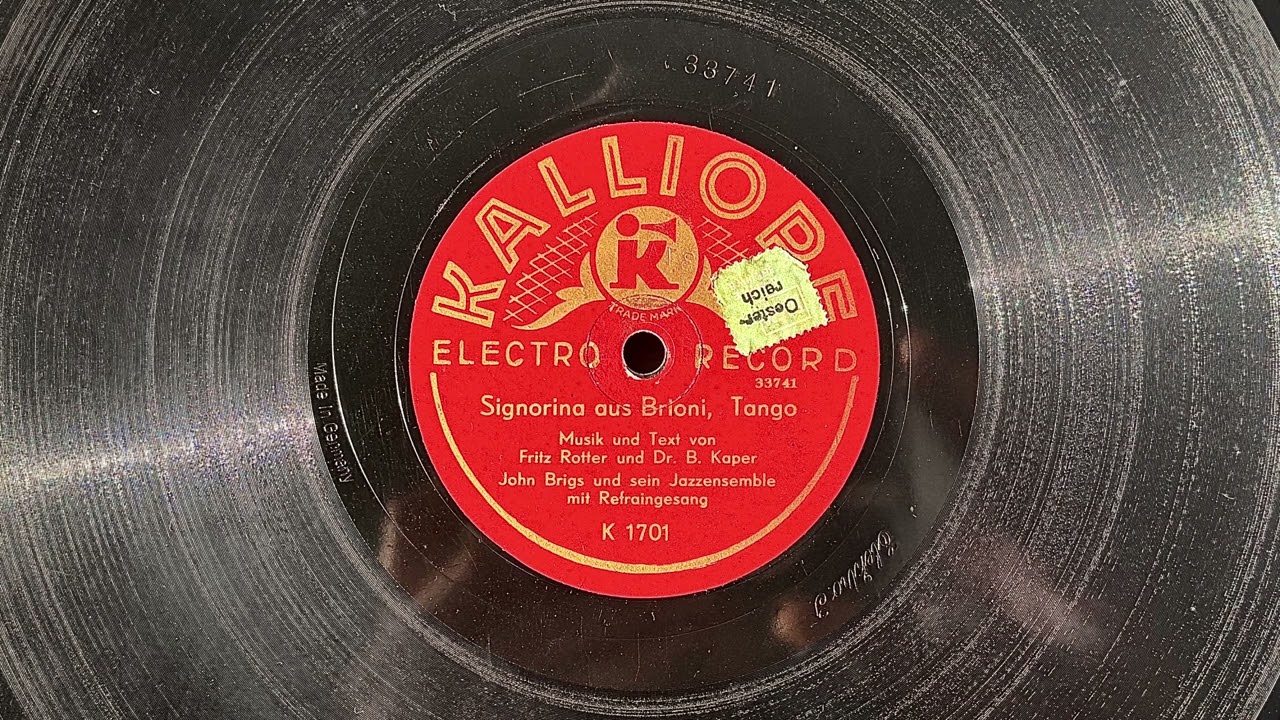 33741
KALLIOPE
K
TRADE MARK
Oester-
reich
ELECTRO RECORD
33741
Signorina aus Brioni, Tango
Musik und Text von
Fritz Rotter und Dr. B. Kaper
John Brigs und sein Jazzensemble
mit Refraingesang
K 1701
Made in Germany